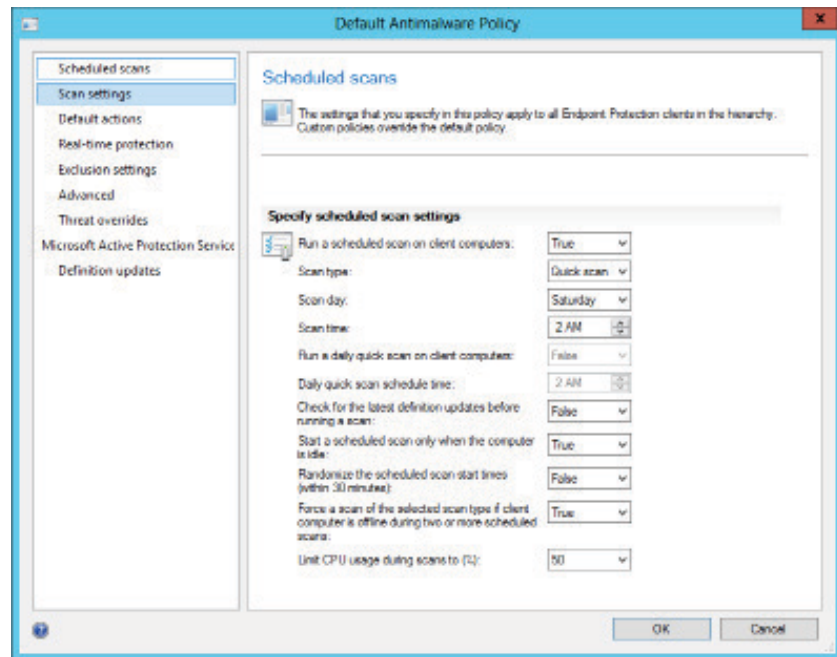 Default Antimalware Policy
x
Scheduled scans
Scan settings
Default actions
Real-time protection
Exclusion settings
Advanced
Threat overrides
Microsoft Active Protection Service
Definition updates
Scheduled scans
The settings that you specify in this policy apply to all Endpoint Protection clients in the hierarchy.
Custom policies override the default policy.
Specify scheduled scan settings
Run a scheduled scan on client computers: True
Scan type: Quick scan
Scan day: Saturday
Scan time: 2 AM
Run a daily quick scan on client computers: False
Daily quick scan schedule time: 2 AM
Check for the latest definition updates before
running a scan: False
Start a scheduled scan only when the computer
is idle: True
Randomize the scheduled scan start times
(within 30 minutes): False
Force a scan of the selected scan type if client
computer is offline during two or more scheduled
scans: True
Limit CPU usage during scans to (%): 50
OK Cancel